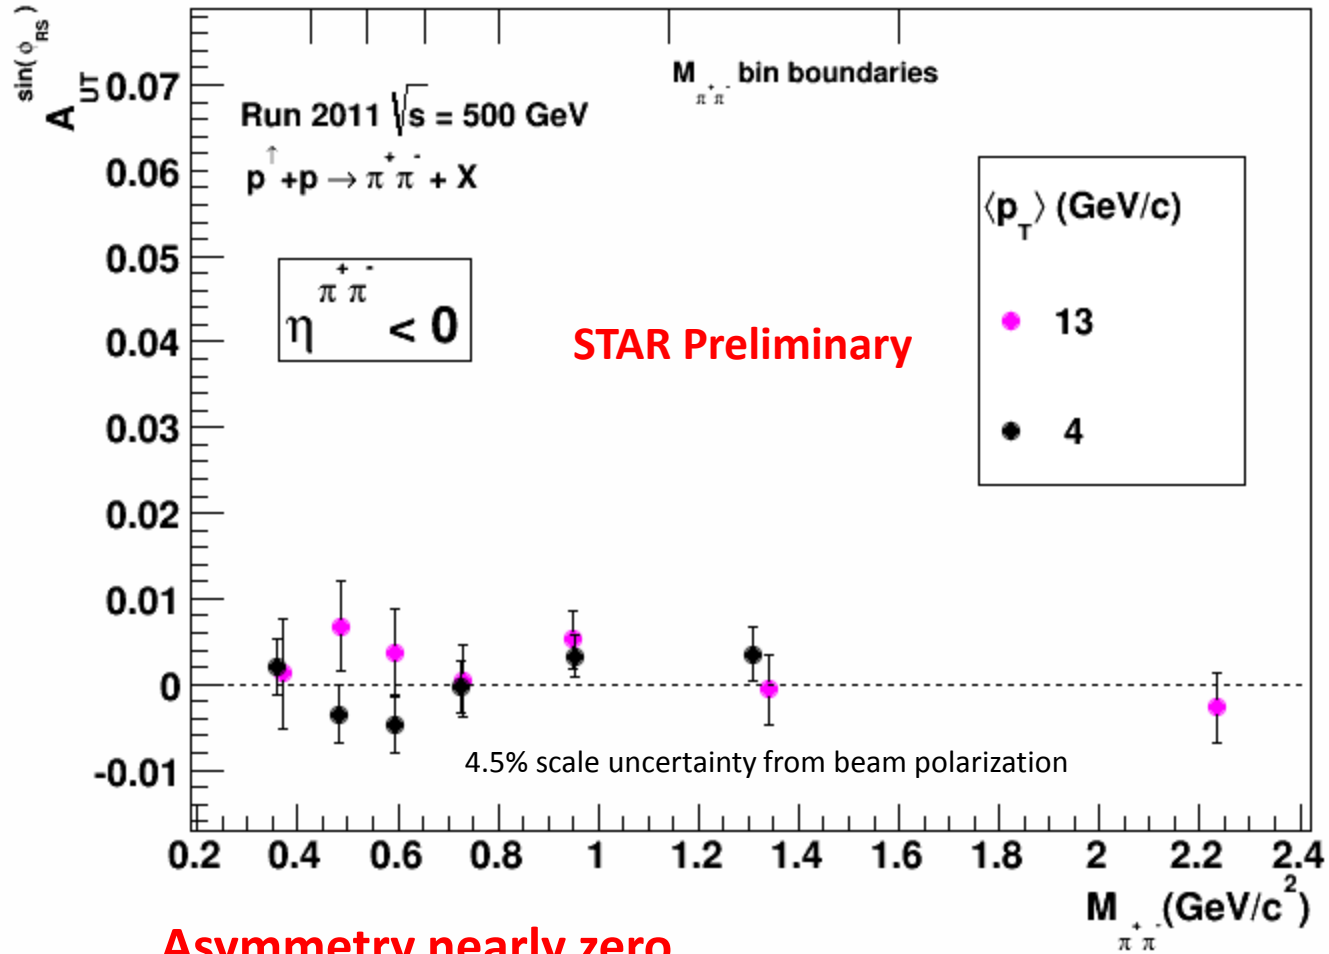 A_UT^sin(φ_RS)
0.07
0.06
0.05
0.04
0.03
0.02
0.01
0
-0.01
M_π⁺π⁻ bin boundaries
Run 2011 √s = 500 GeV
p↑+p → π⁺π⁻ + X
η^π⁺π⁻ < 0
STAR Preliminary
⟨p_T⟩ (GeV/c)
13
4
4.5% scale uncertainty from beam polarization
0.2 0.4 0.6 0.8 1 1.2 1.4 1.6 1.8 2 2.2 2.4
M_π⁺π⁻ (GeV/c²)
Asymmetry nearly zero